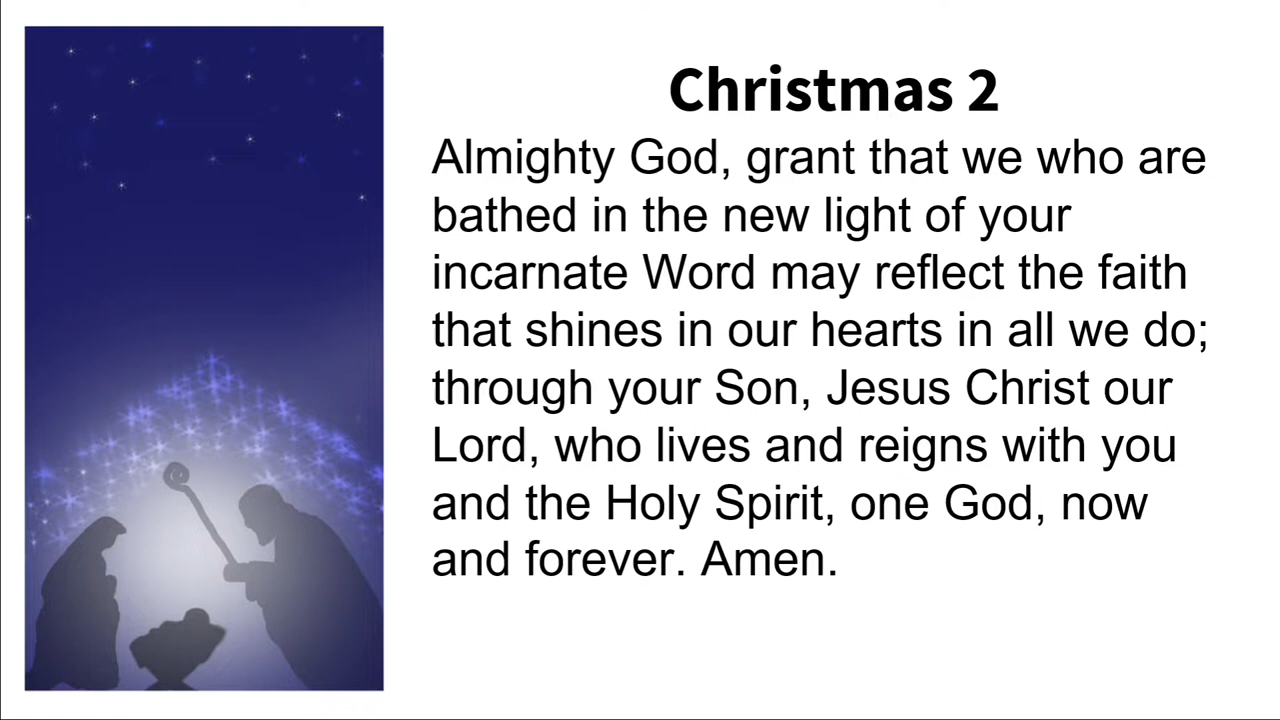 Christmas 2
Almighty God, grant that we who are
bathed in the new light of your
incarnate Word may reflect the faith
that shines in our hearts in all we do;
through your Son, Jesus Christ our
Lord, who lives and reigns with you
and the Holy Spirit, one God, now
and forever. Amen.